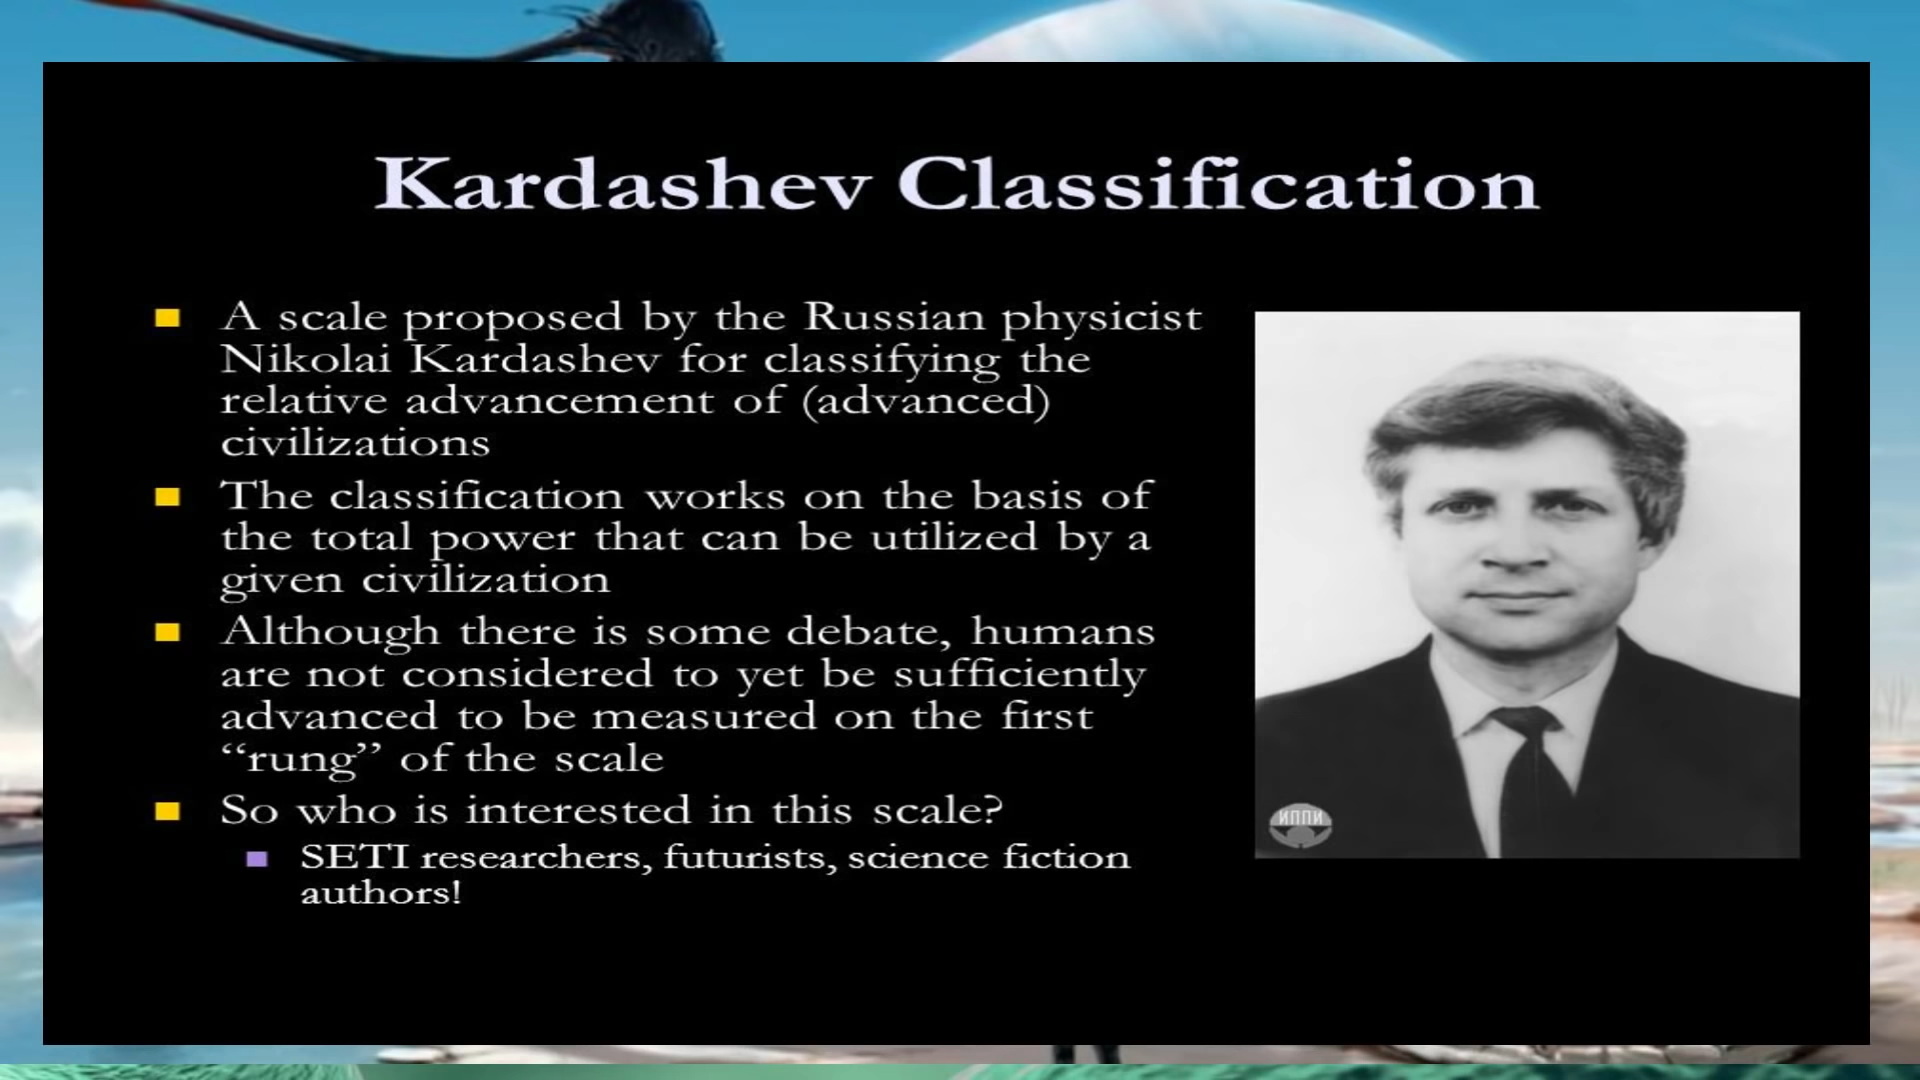 Kardashev Classification
A scale proposed by the Russian physicist
Nikolai Kardashev for classifying the
relative advancement of (advanced)
civilizations
The classification works on the basis of
the total power that can be utilized by a
given civilization
Although there is some debate, humans
are not considered to yet be sufficiently
advanced to be measured on the first
“rung” of the scale
So who is interested in this scale?
SETI researchers, futurists, science fiction
authors!
ИППИ